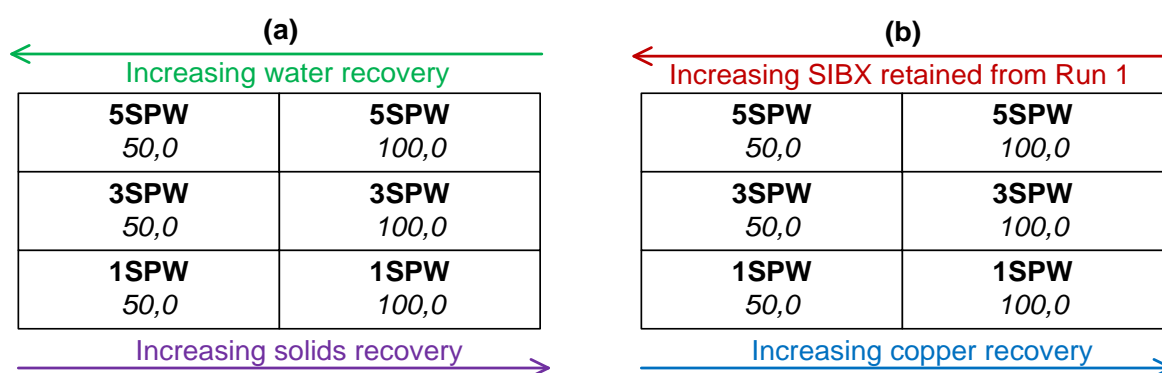 (a)
Increasing water recovery
5SPW 5SPW
50,0 100,0
3SPW 3SPW
50,0 100,0
1SPW 1SPW
50,0 100,0
Increasing solids recovery
(b)
Increasing SIBX retained from Run 1
5SPW 5SPW
50,0 100,0
3SPW 3SPW
50,0 100,0
1SPW 1SPW
50,0 100,0
Increasing copper recovery